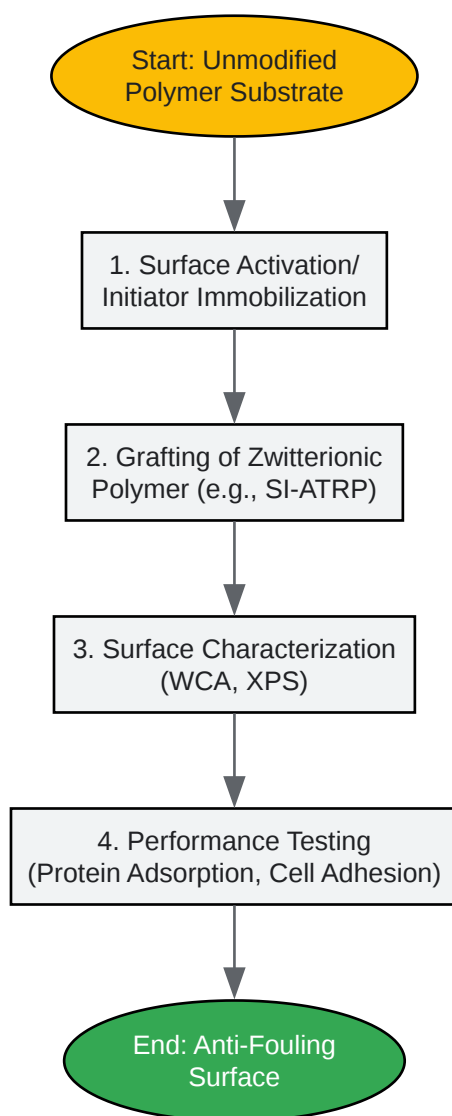 Start: Unmodified
Polymer Substrate
1. Surface Activation/
Initiator Immobilization
2. Grafting of Zwitterionic
Polymer (e.g., SI-ATRP)
3. Surface Characterization
(WCA, XPS)
4. Performance Testing
(Protein Adsorption, Cell Adhesion)
End: Anti-Fouling
Surface